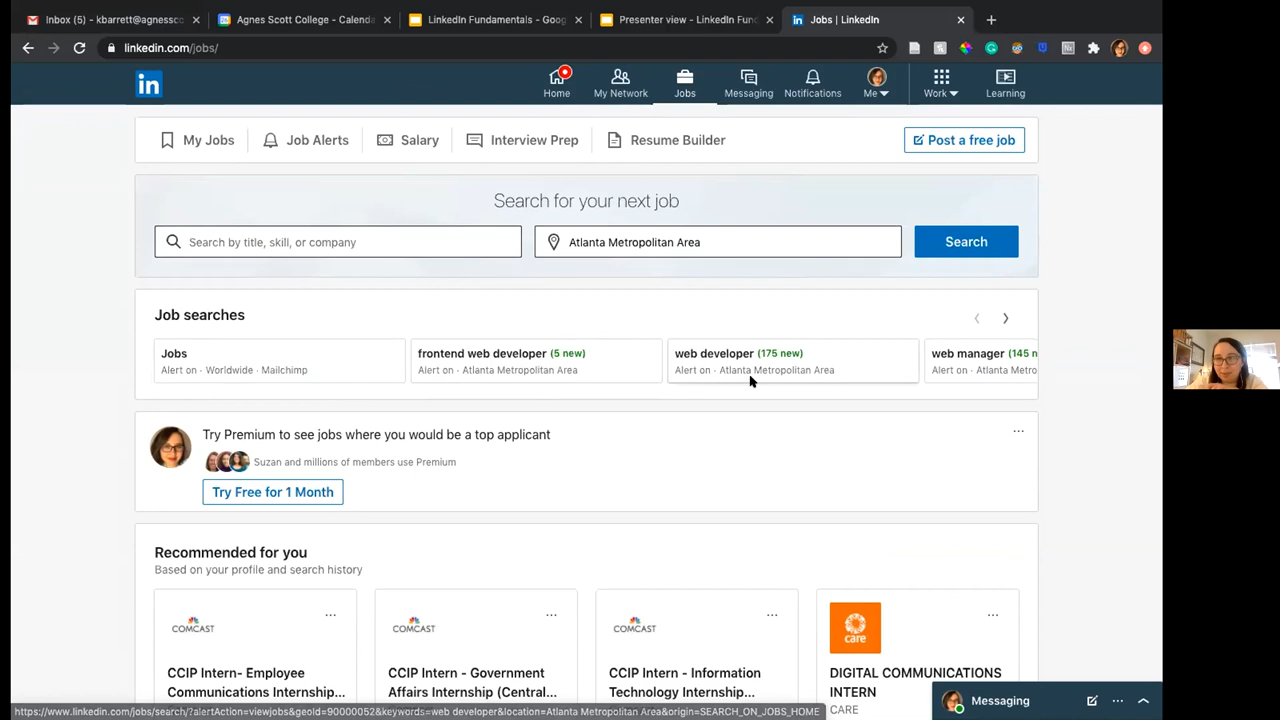 Inbox (5) - kbarrett@agnessco
Agnes Scott College - Calenda
LinkedIn Fundamentals - Goog
Presenter view - LinkedIn Fun
Jobs | LinkedIn
linkedin.com/jobs/
in
Home
My Network
Jobs
Messaging
Notifications
Me
Work
Learning
My Jobs
Job Alerts
Salary
Interview Prep
Resume Builder
Post a free job
Search for your next job
Search by title, skill, or company
Atlanta Metropolitan Area
Search
Job searches
Jobs
Alert on · Worldwide · Mailchimp
frontend web developer (5 new)
Alert on · Atlanta Metropolitan Area
web developer (175 new)
Alert on · Atlanta Metropolitan Area
web manager (145 n
Alert on · Atlanta Metro
Try Premium to see jobs where you would be a top applicant
Suzan and millions of members use Premium
Try Free for 1 Month
Recommended for you
Based on your profile and search history
COMCAST
CCIP Intern- Employee
Communications Internship...
COMCAST
CCIP Intern - Government
Affairs Internship (Central...
COMCAST
CCIP Intern - Information
Technology Internship...
care
DIGITAL COMMUNICATIONS
INTERN
CARE
Messaging
https://www.linkedin.com/jobs/search/?alertAction=viewjobs&geoId=90000052&keywords=web developer&location=Atlanta Metropolitan Area&origin=SEARCH_ON_JOBS_HOME